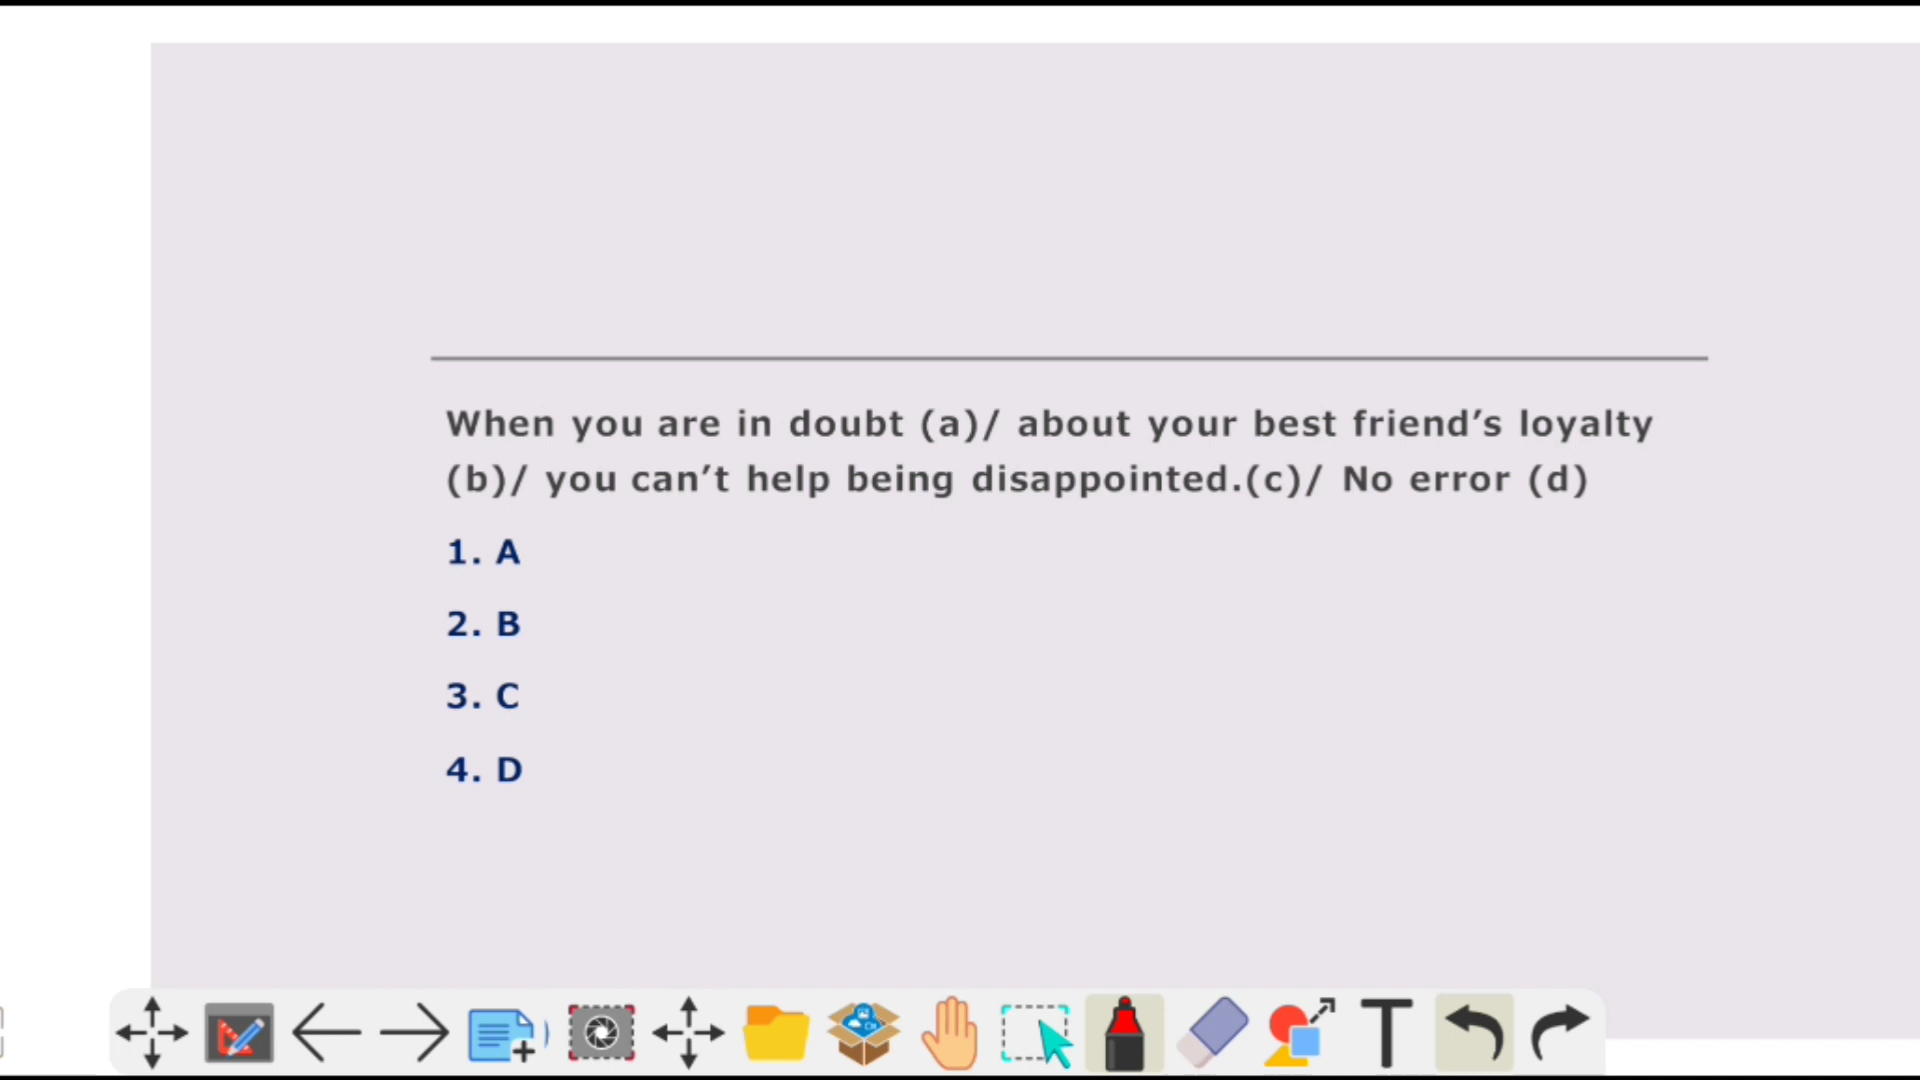 When you are in doubt (a)/ about your best friend’s loyalty
(b)/ you can’t help being disappointed.(c)/ No error (d)
1. A
2. B
3. C
4. D